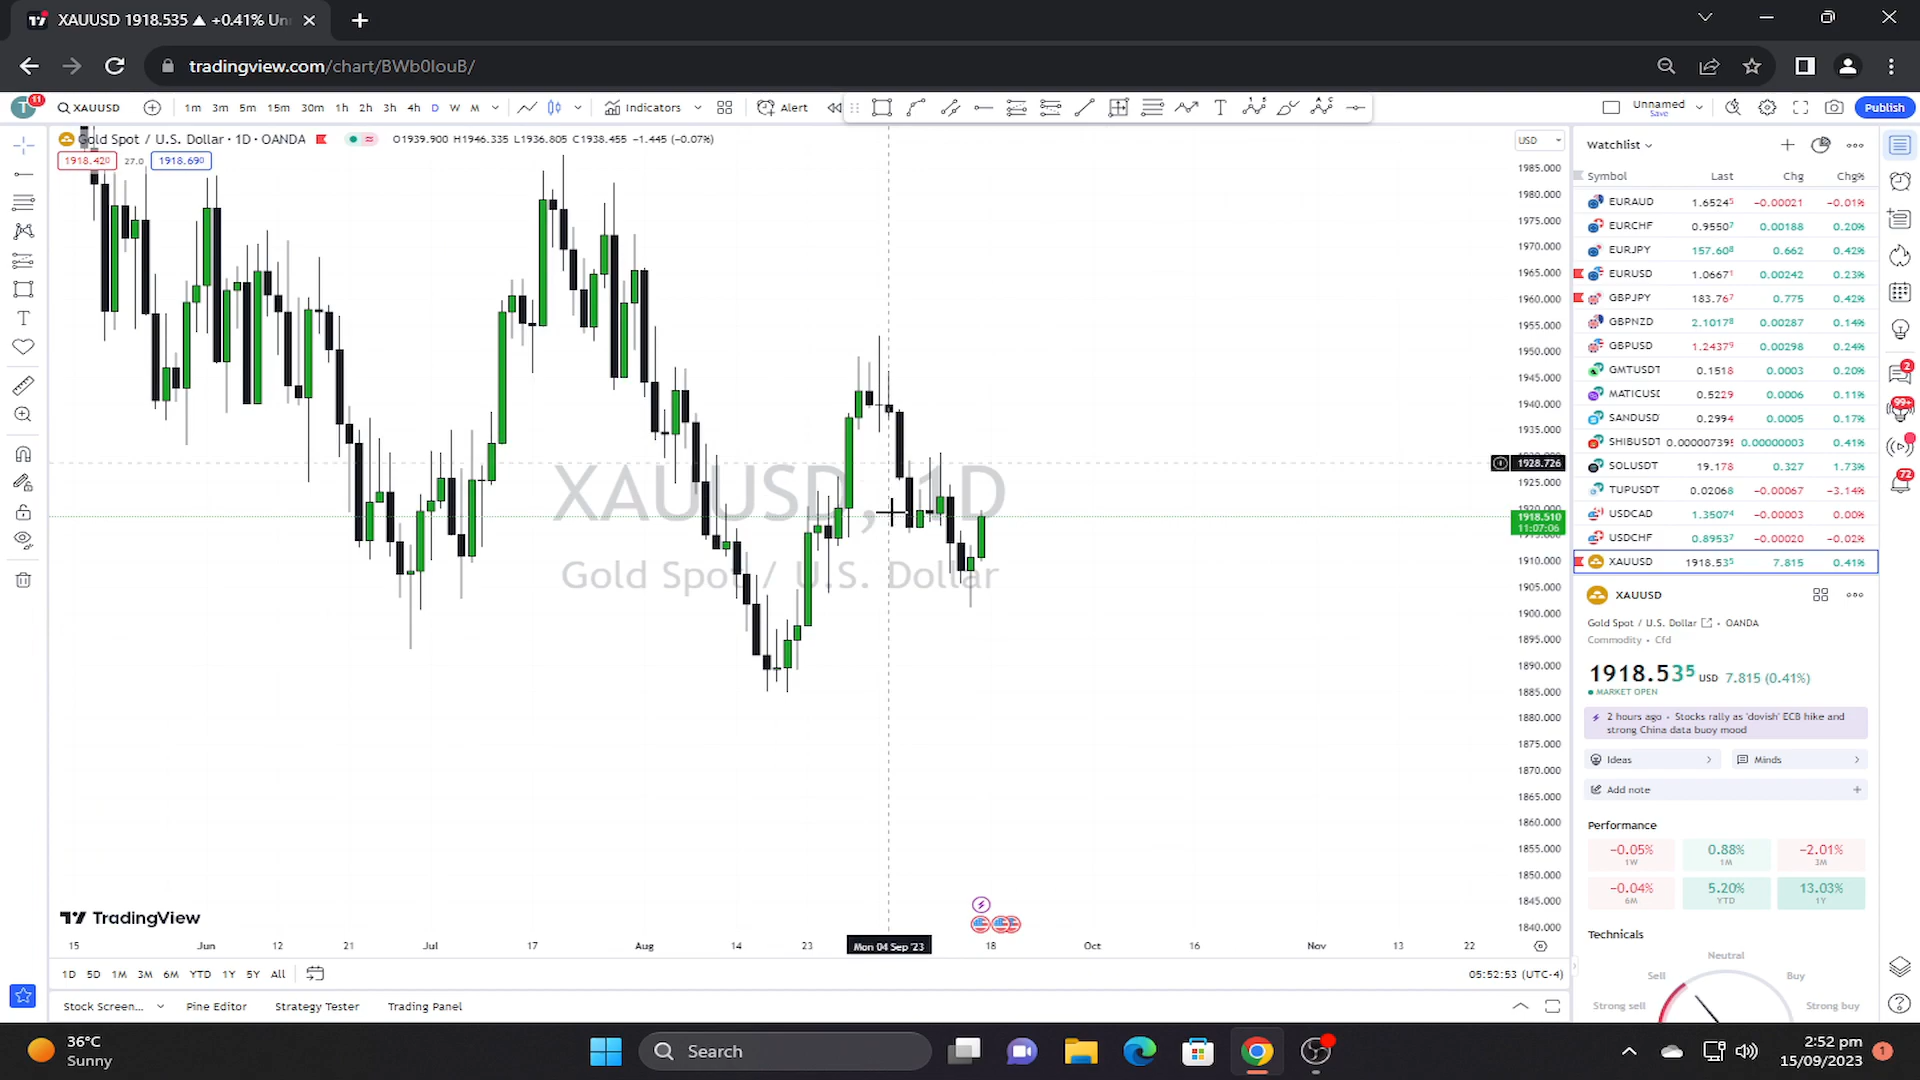 XAUUSD 1918.535 ▲ +0.41% Un
tradingview.com/chart/BWb0IouB/
11
XAUUSD 1m 3m 5m 15m 30m 1h 2h 3h 4h D W M Indicators Alert Unnamed Save Publish
Gold Spot / U.S. Dollar · 1D · OANDA O1939.900 H1946.335 L1936.805 C1938.455 −1.445 (−0.07%)
1918.420 27.0 1918.690
USD
1985.000
1980.000
1975.000
1970.000
1965.000
1960.000
1955.000
1950.000
1945.000
1940.000
1935.000
1928.726
1925.000
1920.000
1918.510
11:07:06
1910.000
1905.000
1900.000
1895.000
1890.000
1885.000
1880.000
1875.000
1870.000
1865.000
1860.000
1855.000
1850.000
1845.000
1840.000
XAUUSD, 1D
Gold Spot / U.S. Dollar
TradingView
15 Jun 12 21 Jul 17 Aug 14 23 Mon 04 Sep '23 18 Oct 16 Nov 13 22
1D 5D 1M 3M 6M YTD 1Y 5Y All 05:52:53 (UTC-4)
Stock Screen... Pine Editor Strategy Tester Trading Panel
Watchlist
Symbol Last Chg Chg%
EURAUD 1.65245 −0.00021 −0.01%
EURCHF 0.95507 0.00188 0.20%
EURJPY 157.608 0.662 0.42%
EURUSD 1.06671 0.00242 0.23%
GBPJPY 183.767 0.775 0.42%
GBPNZD 2.10178 0.00287 0.14%
GBPUSD 1.24379 0.00298 0.24%
GMTUSDT 0.1518 0.0003 0.20%
MATICUSD 0.5229 0.0006 0.11%
SANDUSD 0.2994 0.0005 0.17%
SHIBUSDT 0.00000739 0.00000003 0.41%
SOLUSDT 19.178 0.327 1.73%
TUPUSDT 0.02068 −0.00067 −3.14%
USDCAD 1.35074 −0.00003 0.00%
USDCHF 0.89537 −0.00020 −0.02%
XAUUSD 1918.535 7.815 0.41%
XAUUSD
Gold Spot / U.S. Dollar • OANDA
Commodity • Cfd
1918.535 USD 7.815 (0.41%)
MARKET OPEN
2 hours ago • Stocks rally as 'dovish' ECB hike and
strong China data buoy mood
Ideas Minds
Add note
Performance
−0.05% 0.88% −2.01%
1W 1M 3M
−0.04% 5.20% 13.03%
6M YTD 1Y
Technicals
Neutral
Sell Buy
Strong sell Strong buy
2
99+
72
36°C
Sunny
Search
2:52 pm
15/09/2023
1